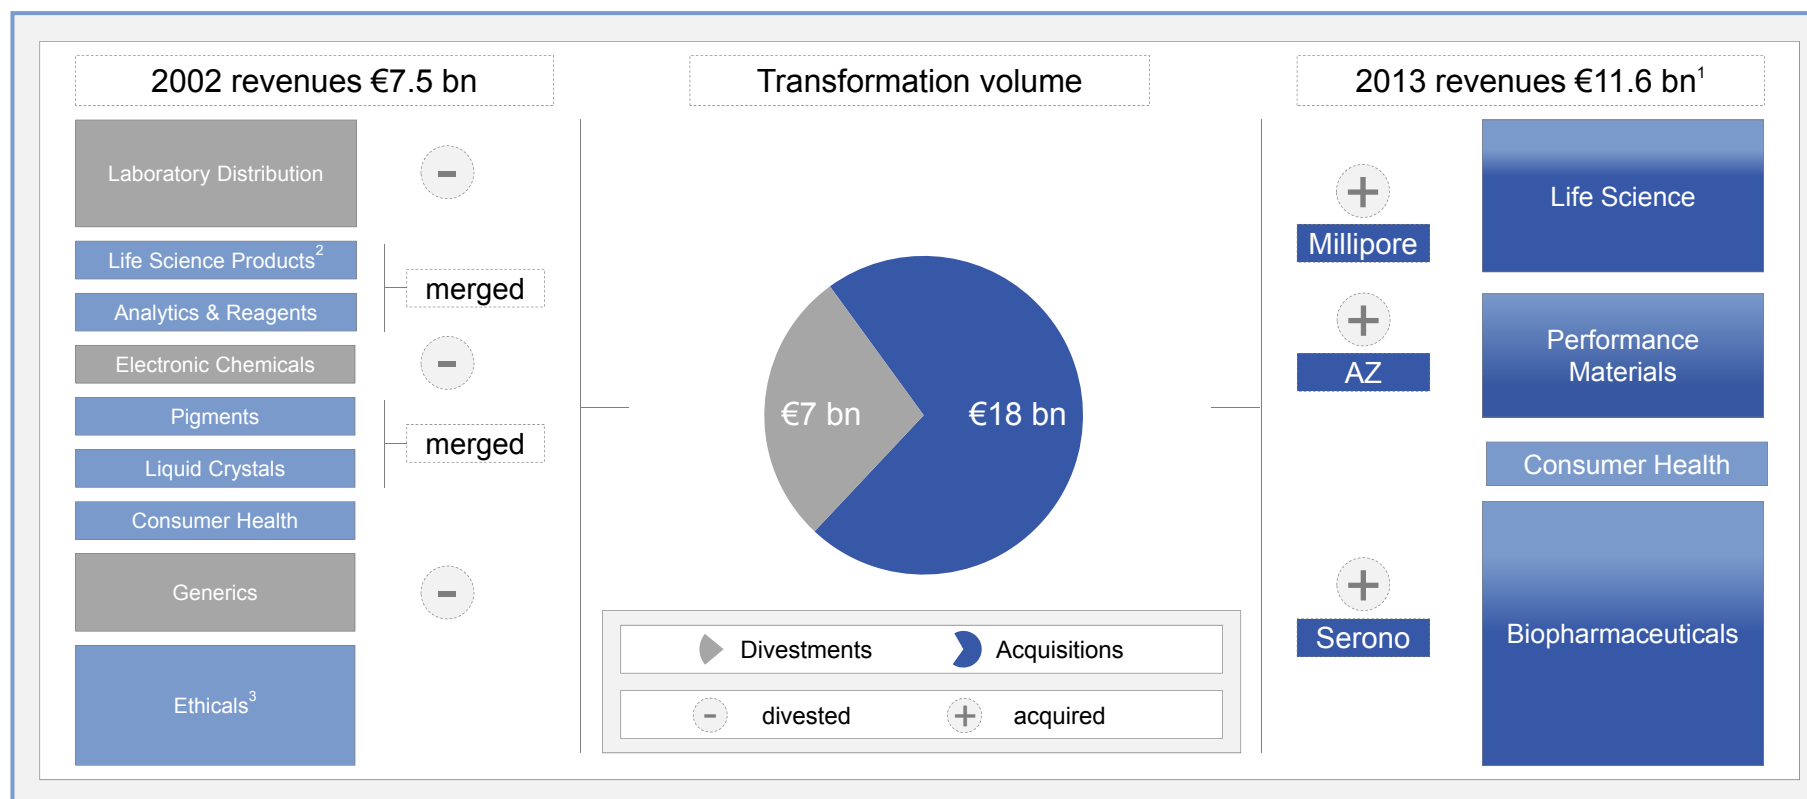 2002 revenues €7.5 bn
Laboratory Distribution
-
Life Science Products²
Analytics & Reagents
merged
Electronic Chemicals
-
Pigments
Liquid Crystals
merged
Consumer Health
Generics
-
Ethicals³
Transformation volume
€7 bn
€18 bn
Divestments
Acquisitions
-
divested
+
acquired
2013 revenues €11.6 bn¹
+
Millipore
Life Science
+
AZ
Performance
Materials
Consumer Health
+
Serono
Biopharmaceuticals